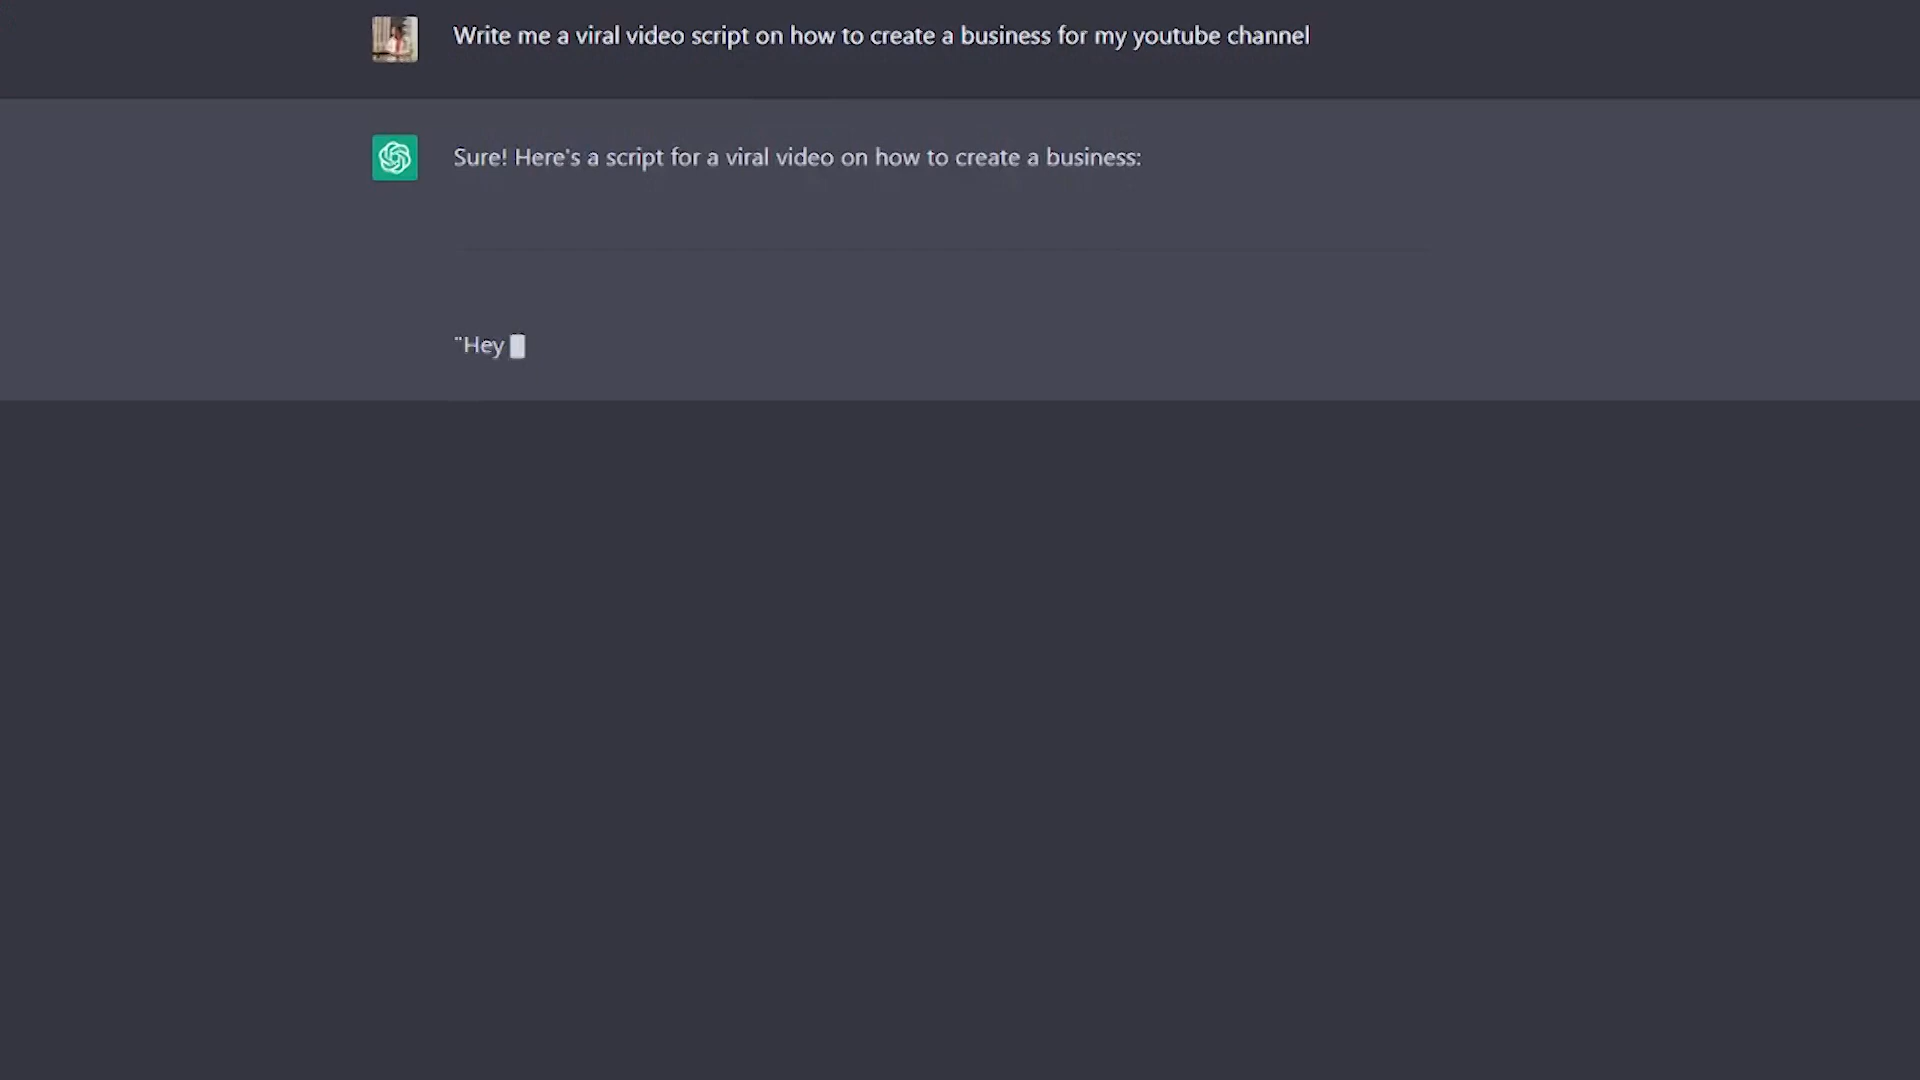 Write me a viral video script on how to create a business for my youtube channel
Sure! Here's a script for a viral video on how to create a business:
"Hey